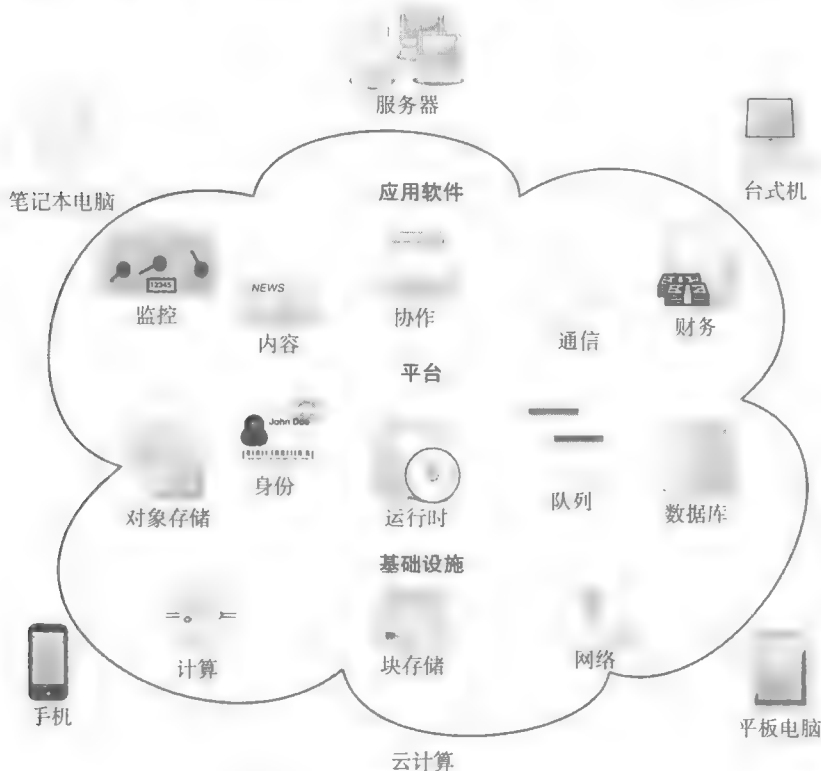 服务器
笔记本电脑
台式机
应用软件
12345
监控
NEWS
内容
协作
通信
财务
平台
John Doe
身份
对象存储
运行时
队列
数据库
基础设施
计算
块存储
网络
手机
平板电脑
云计算